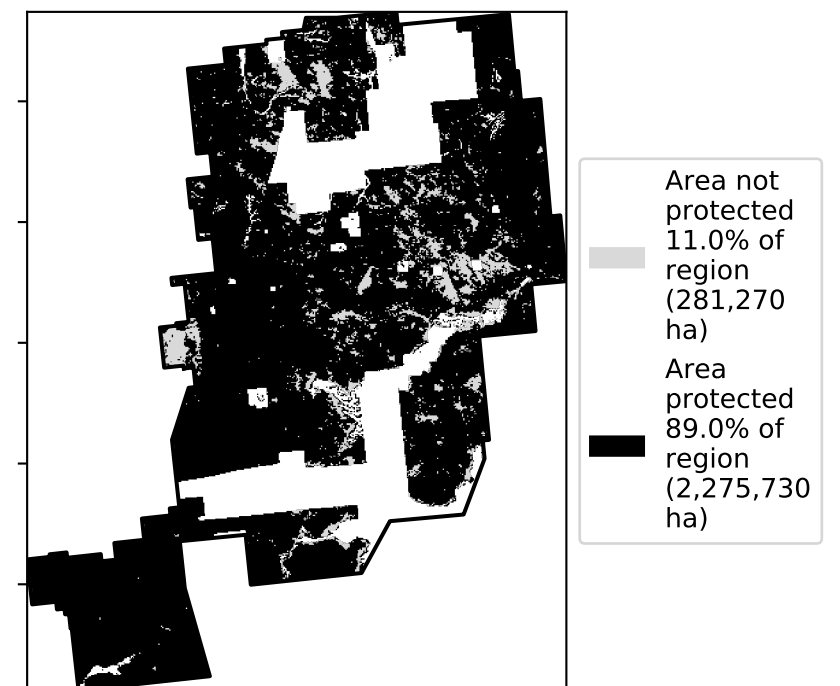 Area not
protected
11.0% of
region
(281,270
ha)
Area
protected
89.0% of
region
(2,275,730
ha)